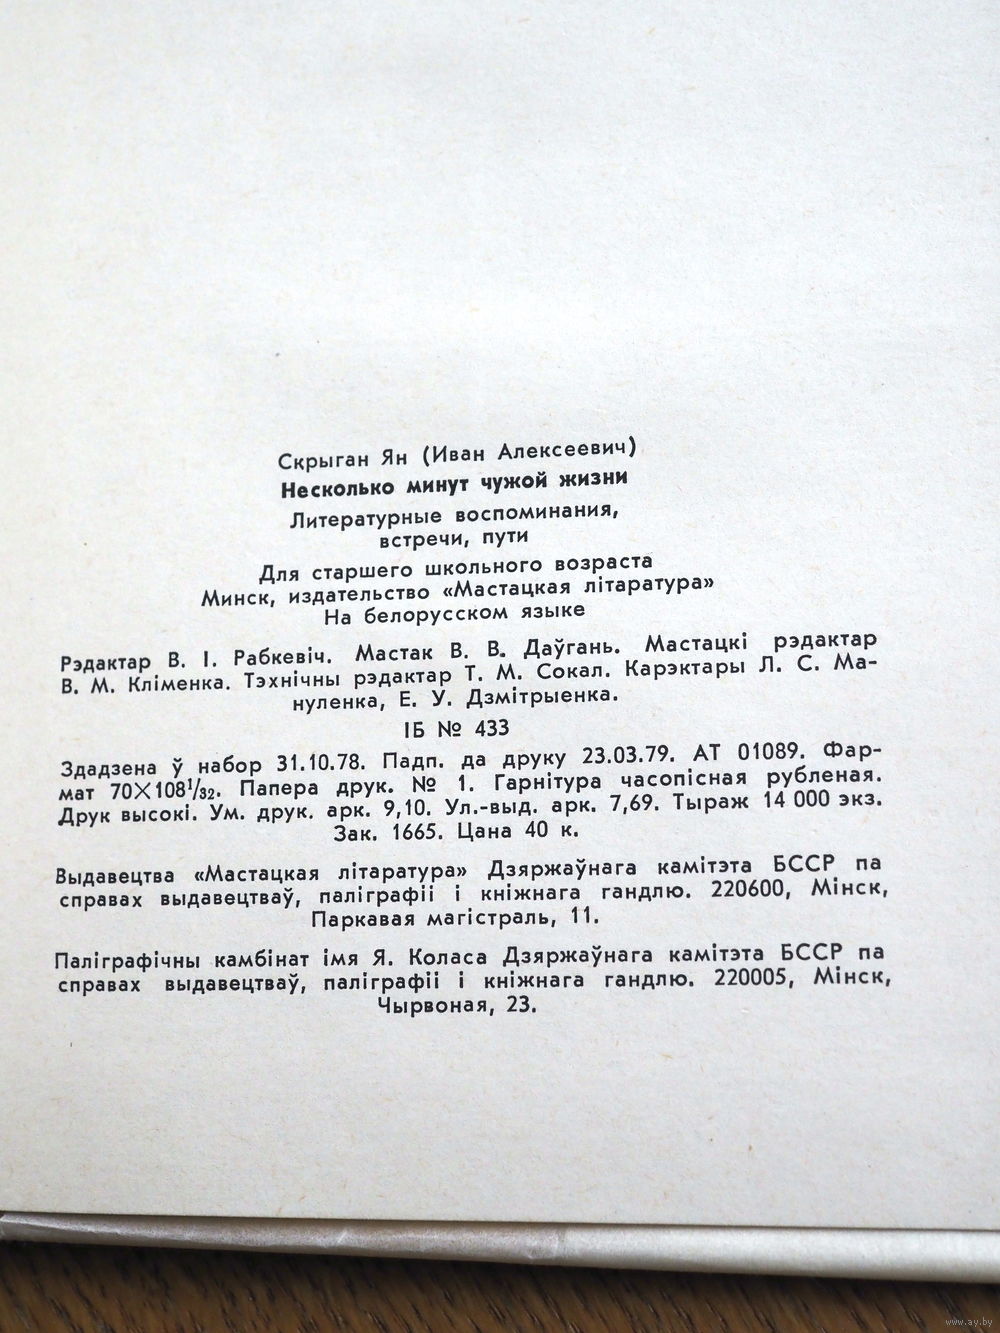 Скрыган Ян (Иван Алексеевич)
Несколько минут чужой жизни
Литературные воспоминания,
встречи, пути
Для старшего школьного возраста
Минск, издательство «Мастацкая літаратура»
На белорусском языке
Рэдактар В. І. Рабкевіч. Мастак В. В. Даўгань. Мастацкі рэдактар
В. М. Кліменка. Тэхнічны рэдактар Т. М. Сокал. Карэктары Л. С. Ма-
нуленка, Е. У. Дзмітрыенка.
ІБ № 433
Здадзена ў набор 31.10.78. Падп. да друку 23.03.79. АТ 01089. Фар-
мат 70×108¹/₃₂. Папера друк. № 1. Гарнітура часопісная рубленая.
Друк высокі. Ум. друк. арк. 9,10. Ул.-выд. арк. 7,69. Тыраж 14 000 экз.
Зак. 1665. Цана 40 к.
Выдавецтва «Мастацкая літаратура» Дзяржаўнага камітэта БССР па
справах выдавецтваў, паліграфіі і кніжнага гандлю. 220600, Мінск,
Паркавая магістраль, 11.
Паліграфічны камбінат імя Я. Коласа Дзяржаўнага камітэта БССР па
справах выдавецтваў, паліграфіі і кніжнага гандлю. 220005, Мінск,
Чырвоная, 23.
www.ay.by